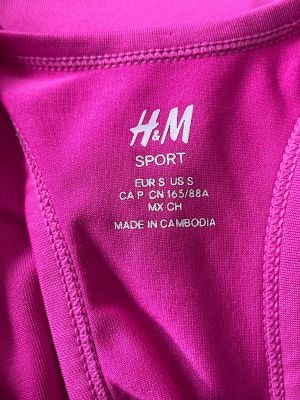 H&M
SPORT
EUR S US S
CA P CN 165/88A
MX CH
MADE IN CAMBODIA